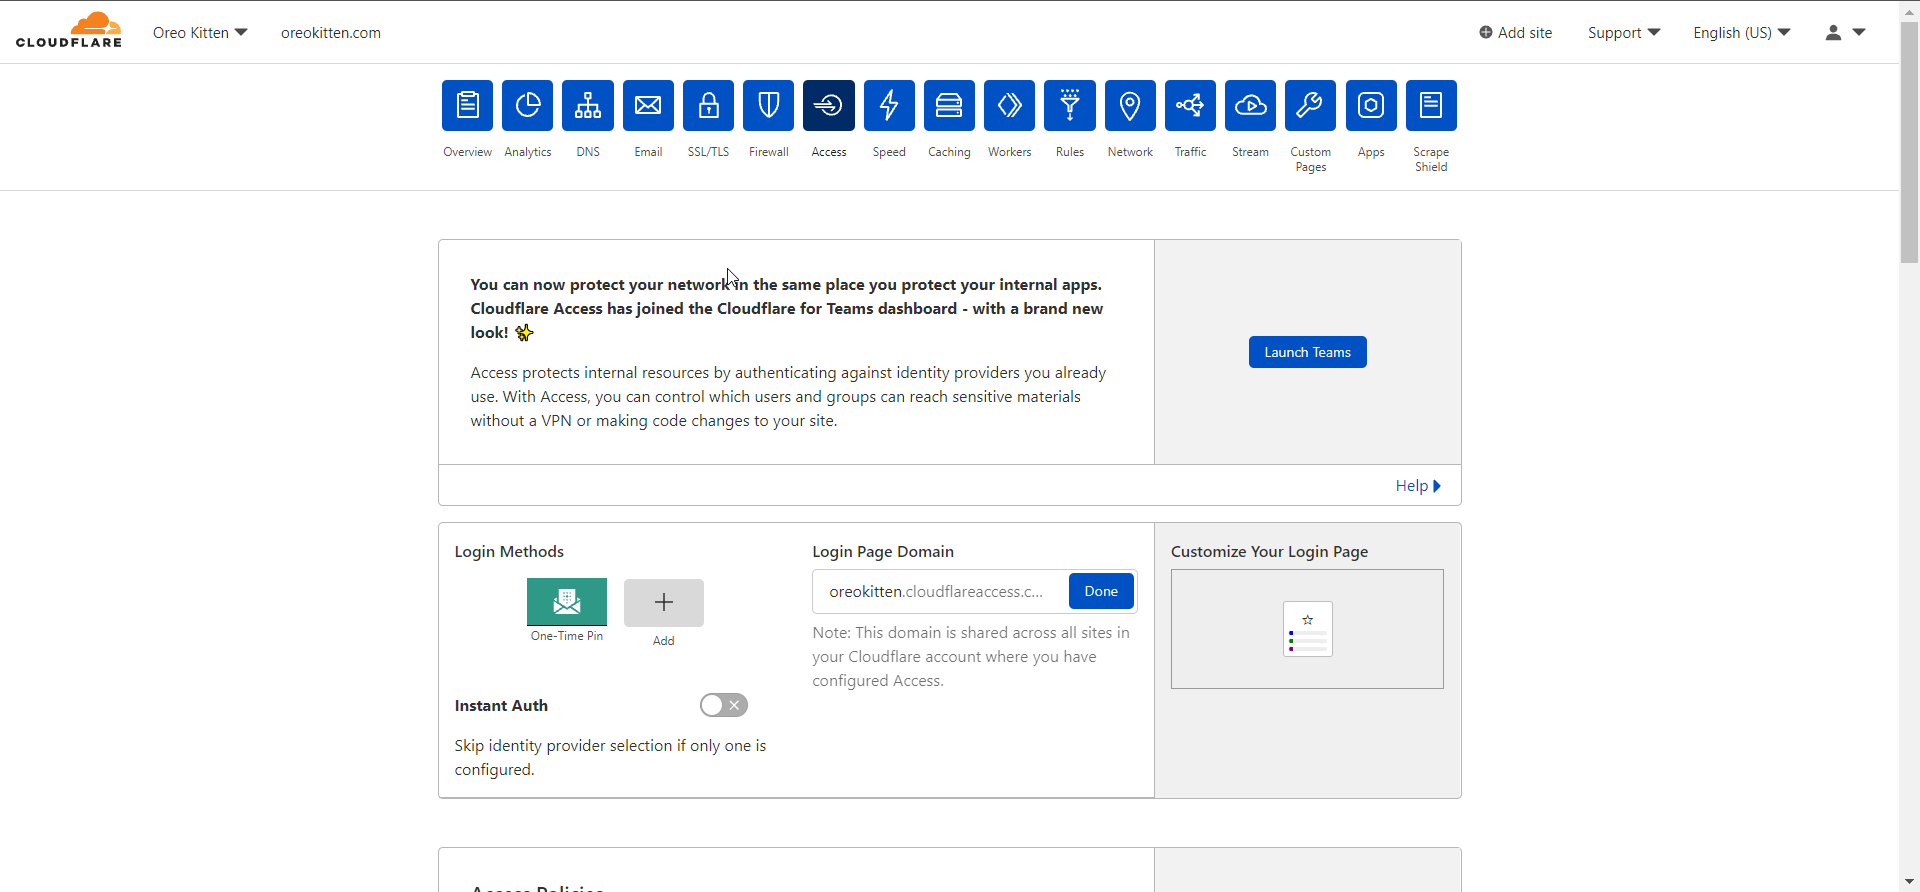 CLOUDFLARE
Oreo Kitten
oreokitten.com
Add site
Support
English (US)
Overview
Analytics
DNS
Email
SSL/TLS
Firewall
Access
Speed
Caching
Workers
Rules
Network
Traffic
Stream
Custom
Pages
Apps
Scrape
Shield
You can now protect your network in the same place you protect your internal apps.
Cloudflare Access has joined the Cloudflare for Teams dashboard - with a brand new
look! ✨
Access protects internal resources by authenticating against identity providers you already
use. With Access, you can control which users and groups can reach sensitive materials
without a VPN or making code changes to your site.
Launch Teams
Help
Login Methods
One-Time Pin
Add
Instant Auth
Skip identity provider selection if only one is
configured.
Login Page Domain
oreokitten.cloudflareaccess.c...
Done
Note: This domain is shared across all sites in
your Cloudflare account where you have
configured Access.
Customize Your Login Page
Access Policies